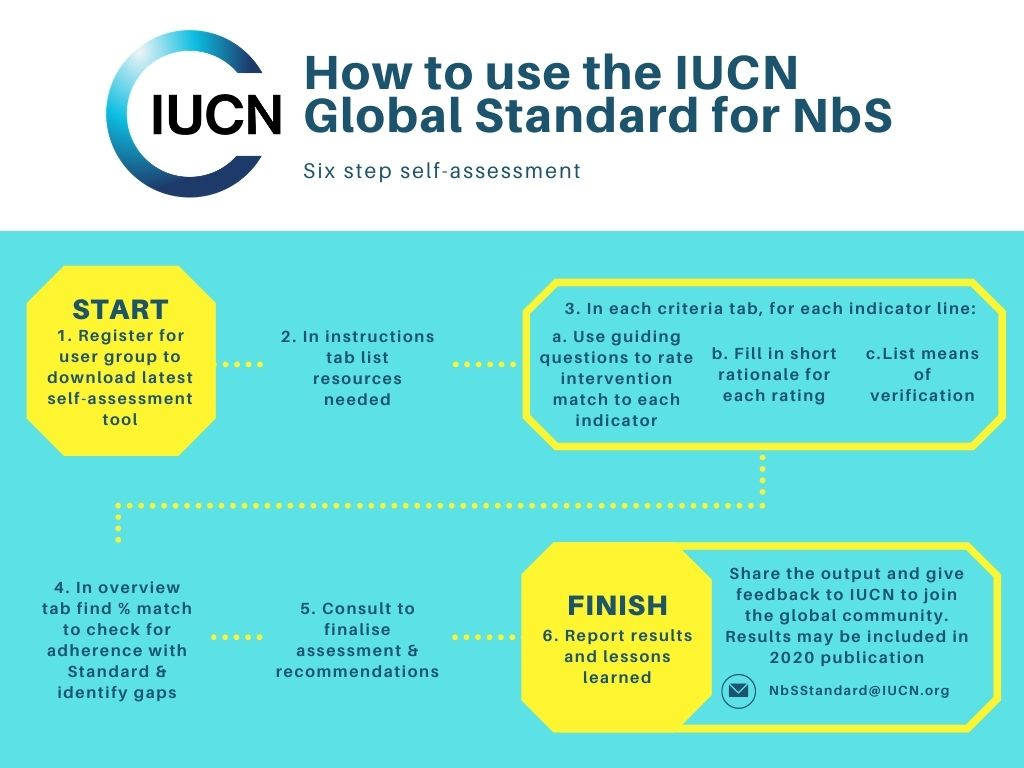 IUCN
How to use the IUCN
Global Standard for NbS
Six step self-assessment
START
1. Register for
user group to
download latest
self-assessment
tool
2. In instructions
tab list
resources
needed
3. In each criteria tab, for each indicator line:
a. Use guiding
questions to rate
intervention
match to each
indicator
b. Fill in short
rationale for
each rating
c.List means
of
verification
4. In overview
tab find % match
to check for
adherence with
Standard &
identify gaps
5. Consult to
finalise
assessment &
recommendations
FINISH
6. Report results
and lessons
learned
Share the output and give
feedback to IUCN to join
the global community.
Results may be included in
2020 publication
NbSStandard@IUCN.org